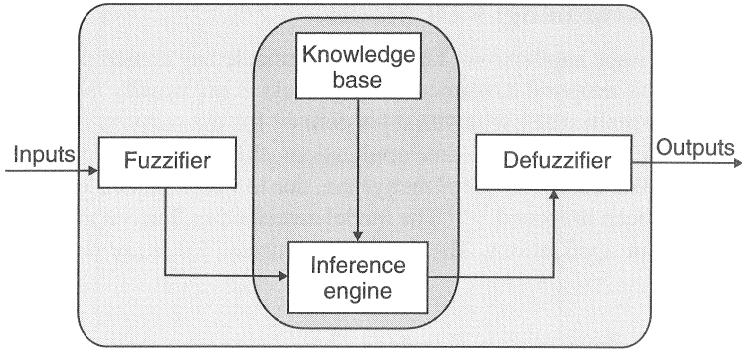 Knowledge
base
Inputs
Fuzzifier
Defuzzifier
Outputs
Inference
engine